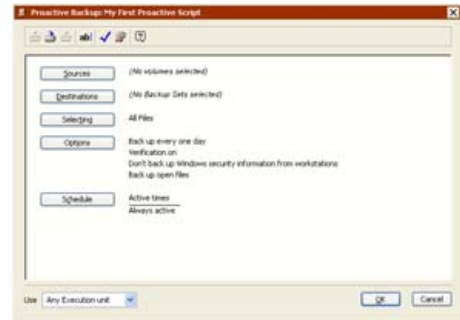 Proactive Backup: My First Proactive Script
ab|
Sources (No volumes selected)
Destinations (No Backup Sets selected)
Selecting All Files
Options Back up every one day
Verification on
Don't back up Windows security information from workstations
Back up open files
Schedule Active times
Always active
Use Any Execution unit OK Cancel